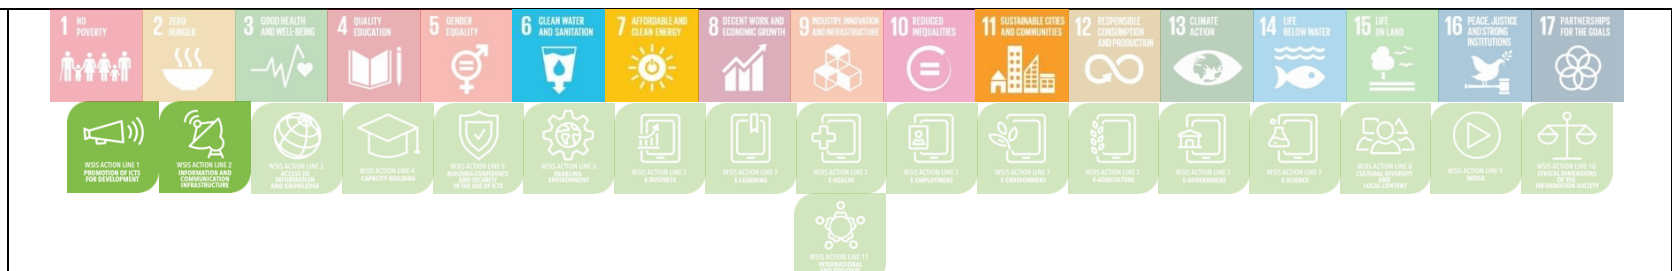 1 NO
POVERTY
2 ZERO
HUNGER
3 GOOD HEALTH
AND WELL-BEING
4 QUALITY
EDUCATION
5 GENDER
EQUALITY
6 CLEAN WATER
AND SANITATION
7 AFFORDABLE AND
CLEAN ENERGY
8 DECENT WORK AND
ECONOMIC GROWTH
9 INDUSTRY, INNOVATION
AND INFRASTRUCTURE
10 REDUCED
INEQUALITIES
11 SUSTAINABLE CITIES
AND COMMUNITIES
12 RESPONSIBLE
CONSUMPTION
AND PRODUCTION
13 CLIMATE
ACTION
14 LIFE
BELOW WATER
15 LIFE
ON LAND
16 PEACE, JUSTICE
AND STRONG
INSTITUTIONS
17 PARTNERSHIPS
FOR THE GOALS
WSIS ACTION LINE 1
PROMOTION OF ICTS
FOR DEVELOPMENT
WSIS ACTION LINE 2
INFORMATION AND
COMMUNICATION
INFRASTRUCTURE
WSIS ACTION LINE 3
ACCESS TO
INFORMATION
AND KNOWLEDGE
WSIS ACTION LINE 4
CAPACITY BUILDING
WSIS ACTION LINE 5
BUILDING CONFIDENCE
AND SECURITY
IN THE USE OF ICTS
WSIS ACTION LINE 6
ENABLING
ENVIRONMENT
WSIS ACTION LINE 7
E-BUSINESS
WSIS ACTION LINE 7
E-LEARNING
WSIS ACTION LINE 7
E-HEALTH
WSIS ACTION LINE 7
E-EMPLOYMENT
WSIS ACTION LINE 7
E-ENVIRONMENT
WSIS ACTION LINE 7
E-AGRICULTURE
WSIS ACTION LINE 7
E-GOVERNMENT
WSIS ACTION LINE 7
E-SCIENCE
WSIS ACTION LINE 8
CULTURAL DIVERSITY
AND
LOCAL CONTENT
WSIS ACTION LINE 9
MEDIA
WSIS ACTION LINE 10
ETHICAL DIMENSIONS
OF THE
INFORMATION SOCIETY
WSIS ACTION LINE 11
INTERNATIONAL
AND REGIONAL